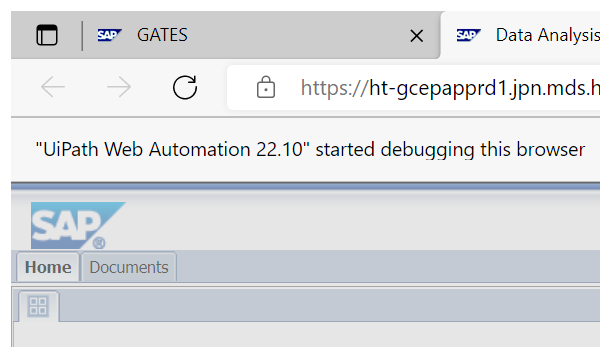 SAP GATES SAP Data Analysis
https://ht-gcepapprd1.jpn.mds.h
"UiPath Web Automation 22.10" started debugging this browser
SAP®
Home Documents